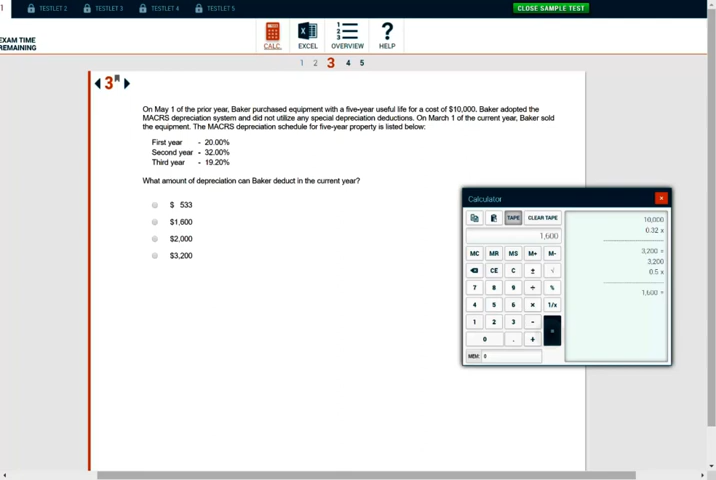 1 TESTLET 2 TESTLET 3 TESTLET 4 TESTLET 5 CLOSE SAMPLE TEST
EXAM TIME
REMAINING
CALC. EXCEL OVERVIEW HELP
1 2 3 4 5
3
On May 1 of the prior year, Baker purchased equipment with a five-year useful life for a cost of $10,000. Baker adopted the
MACRS depreciation system and did not utilize any special depreciation deductions. On March 1 of the current year, Baker sold
the equipment. The MACRS depreciation schedule for five-year property is listed below:
First year - 20.00%
Second year - 32.00%
Third year - 19.20%
What amount of depreciation can Baker deduct in the current year?
$ 533
$1,600
$2,000
$3,200
Calculator x
TAPE CLEAR TAPE
1,600
MC MR MS M+ M-
CE C ± √
7 8 9 ÷ %
4 5 6 × 1/x
1 2 3 - =
0 . +
MEM: 0
10,000
0.32 x
3,200 =
3,200
0.5 x
1,600 =